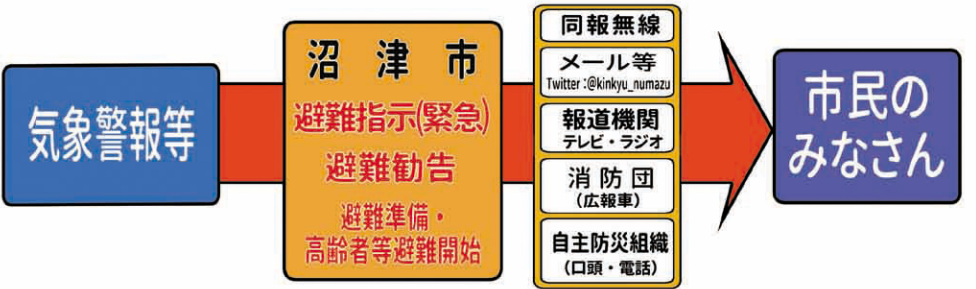 気象警報等
沼津市
避難指示(緊急)
避難勧告
避難準備・
高齢者等避難開始
同報無線
メール等
Twitter:@kinkyu_numazu
報道機関
テレビ・ラジオ
消防団
(広報車)
自主防災組織
(口頭・電話)
市民の
みなさん